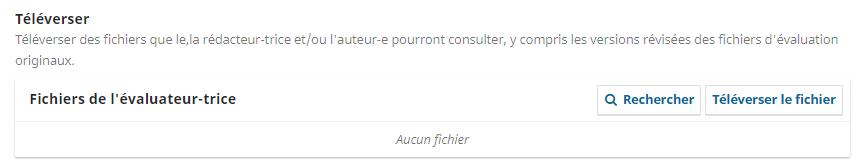 Téléverser
Téléverser des fichiers que le,la rédacteur-trice et/ou l'auteur-e pourront consulter, y compris les versions révisées des fichiers d'évaluation
originaux.
Fichiers de l'évaluateur-trice
Rechercher
Téléverser le fichier
Aucun fichier